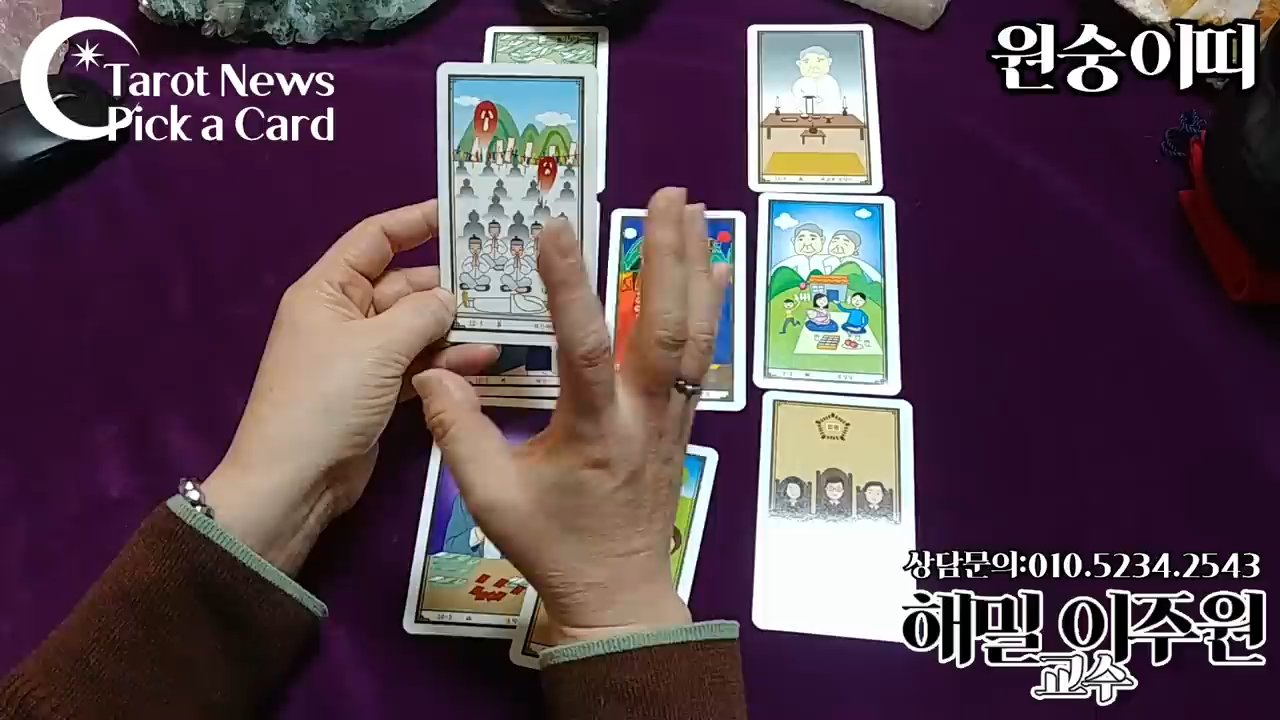 Tarot News
Pick a Card
원숭이띠
상담문의:010.5234.2543
해밀 이주원
교수